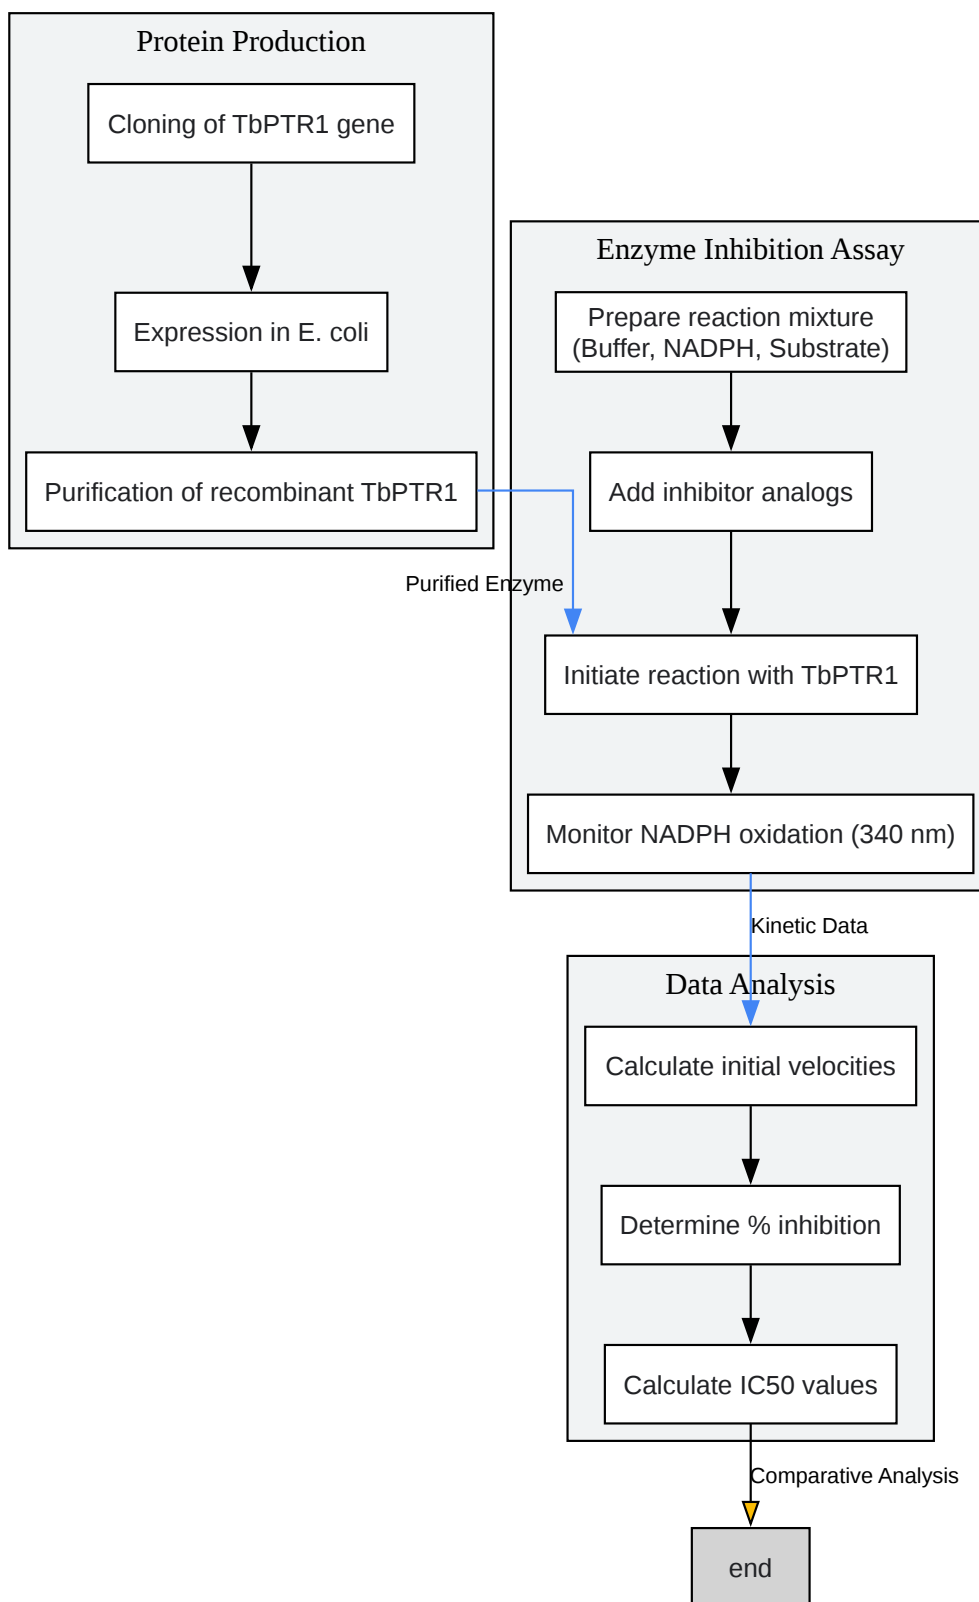 Protein Production
Cloning of TbPTR1 gene
Expression in E. coli
Purification of recombinant TbPTR1
Purified Enzyme
Enzyme Inhibition Assay
Prepare reaction mixture
(Buffer, NADPH, Substrate)
Add inhibitor analogs
Initiate reaction with TbPTR1
Monitor NADPH oxidation (340 nm)
Kinetic Data
Data Analysis
Calculate initial velocities
Determine % inhibition
Calculate IC50 values
Comparative Analysis
end